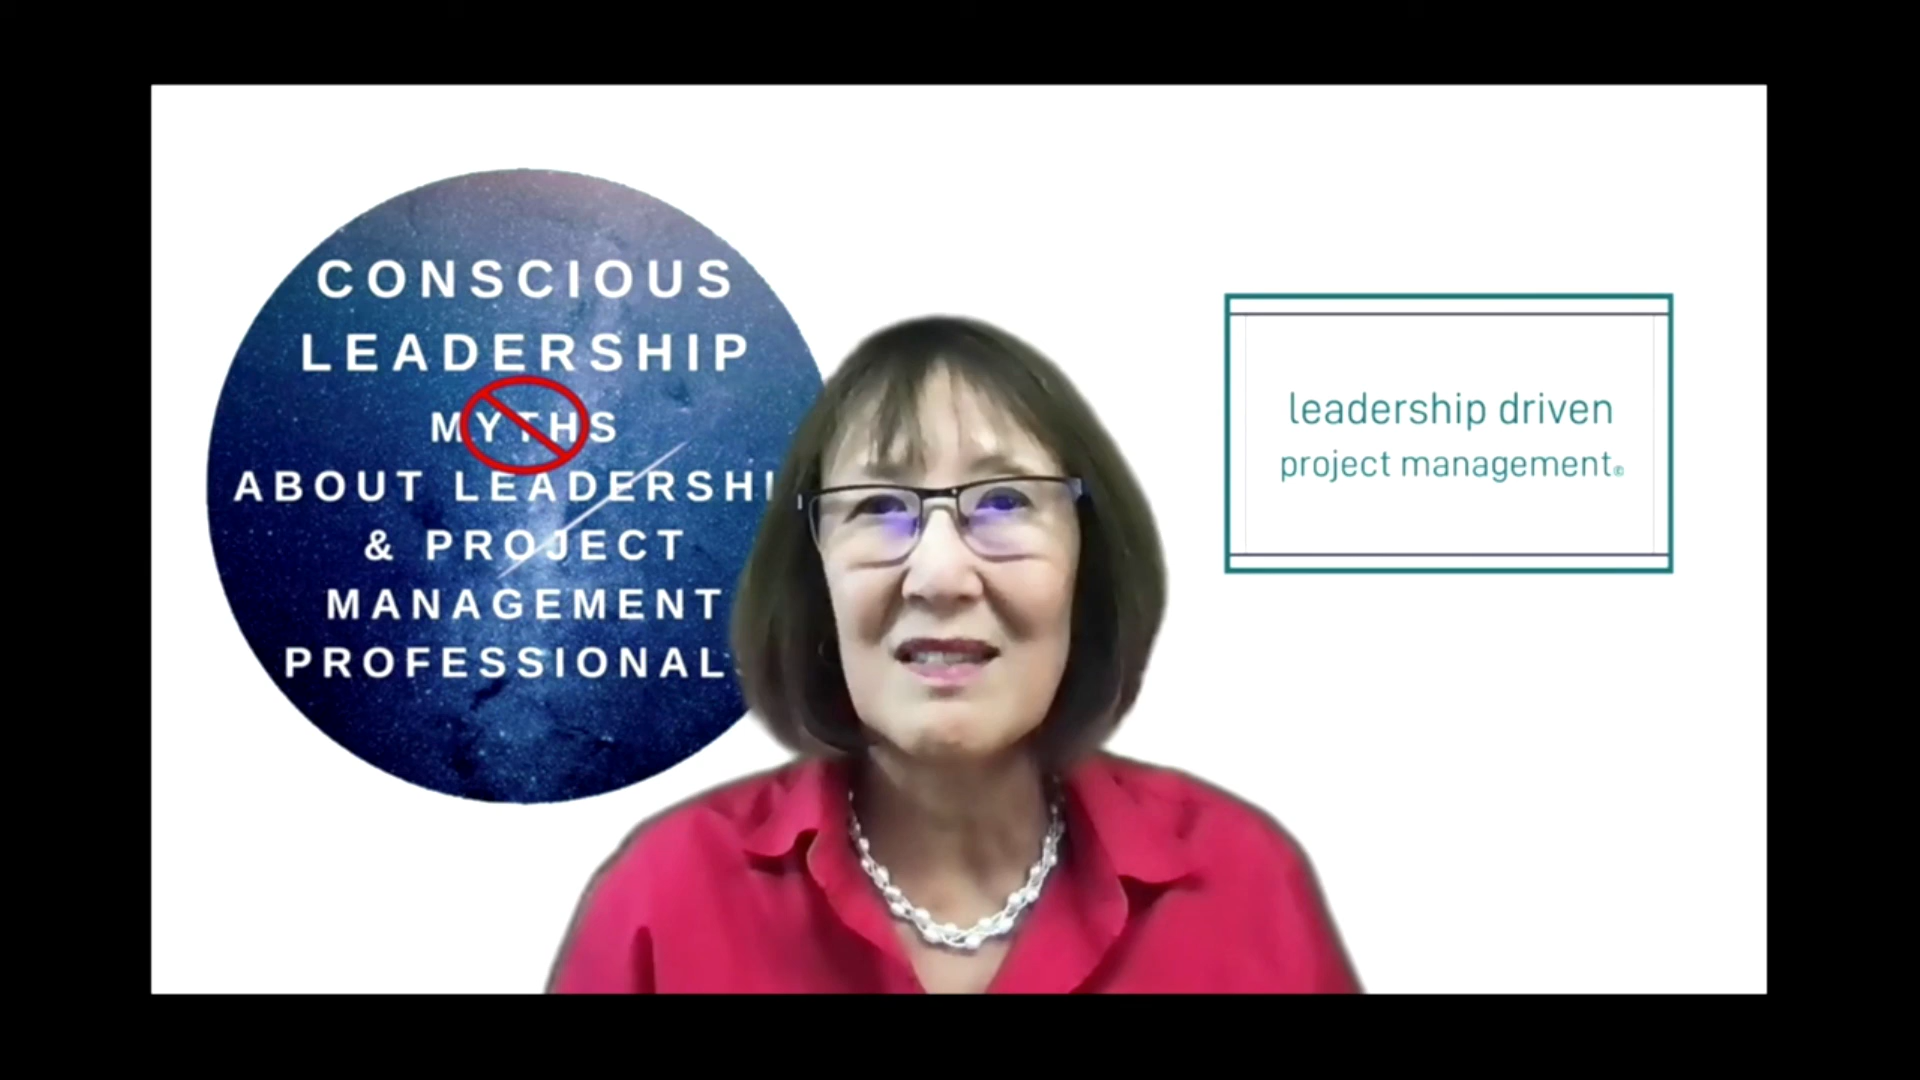 CONSCIOUS
LEADERSHIP
MYTHS
ABOUT LEADERSHI
& PROJECT
MANAGEMENT
PROFESSIONAL
leadership driven
project management©